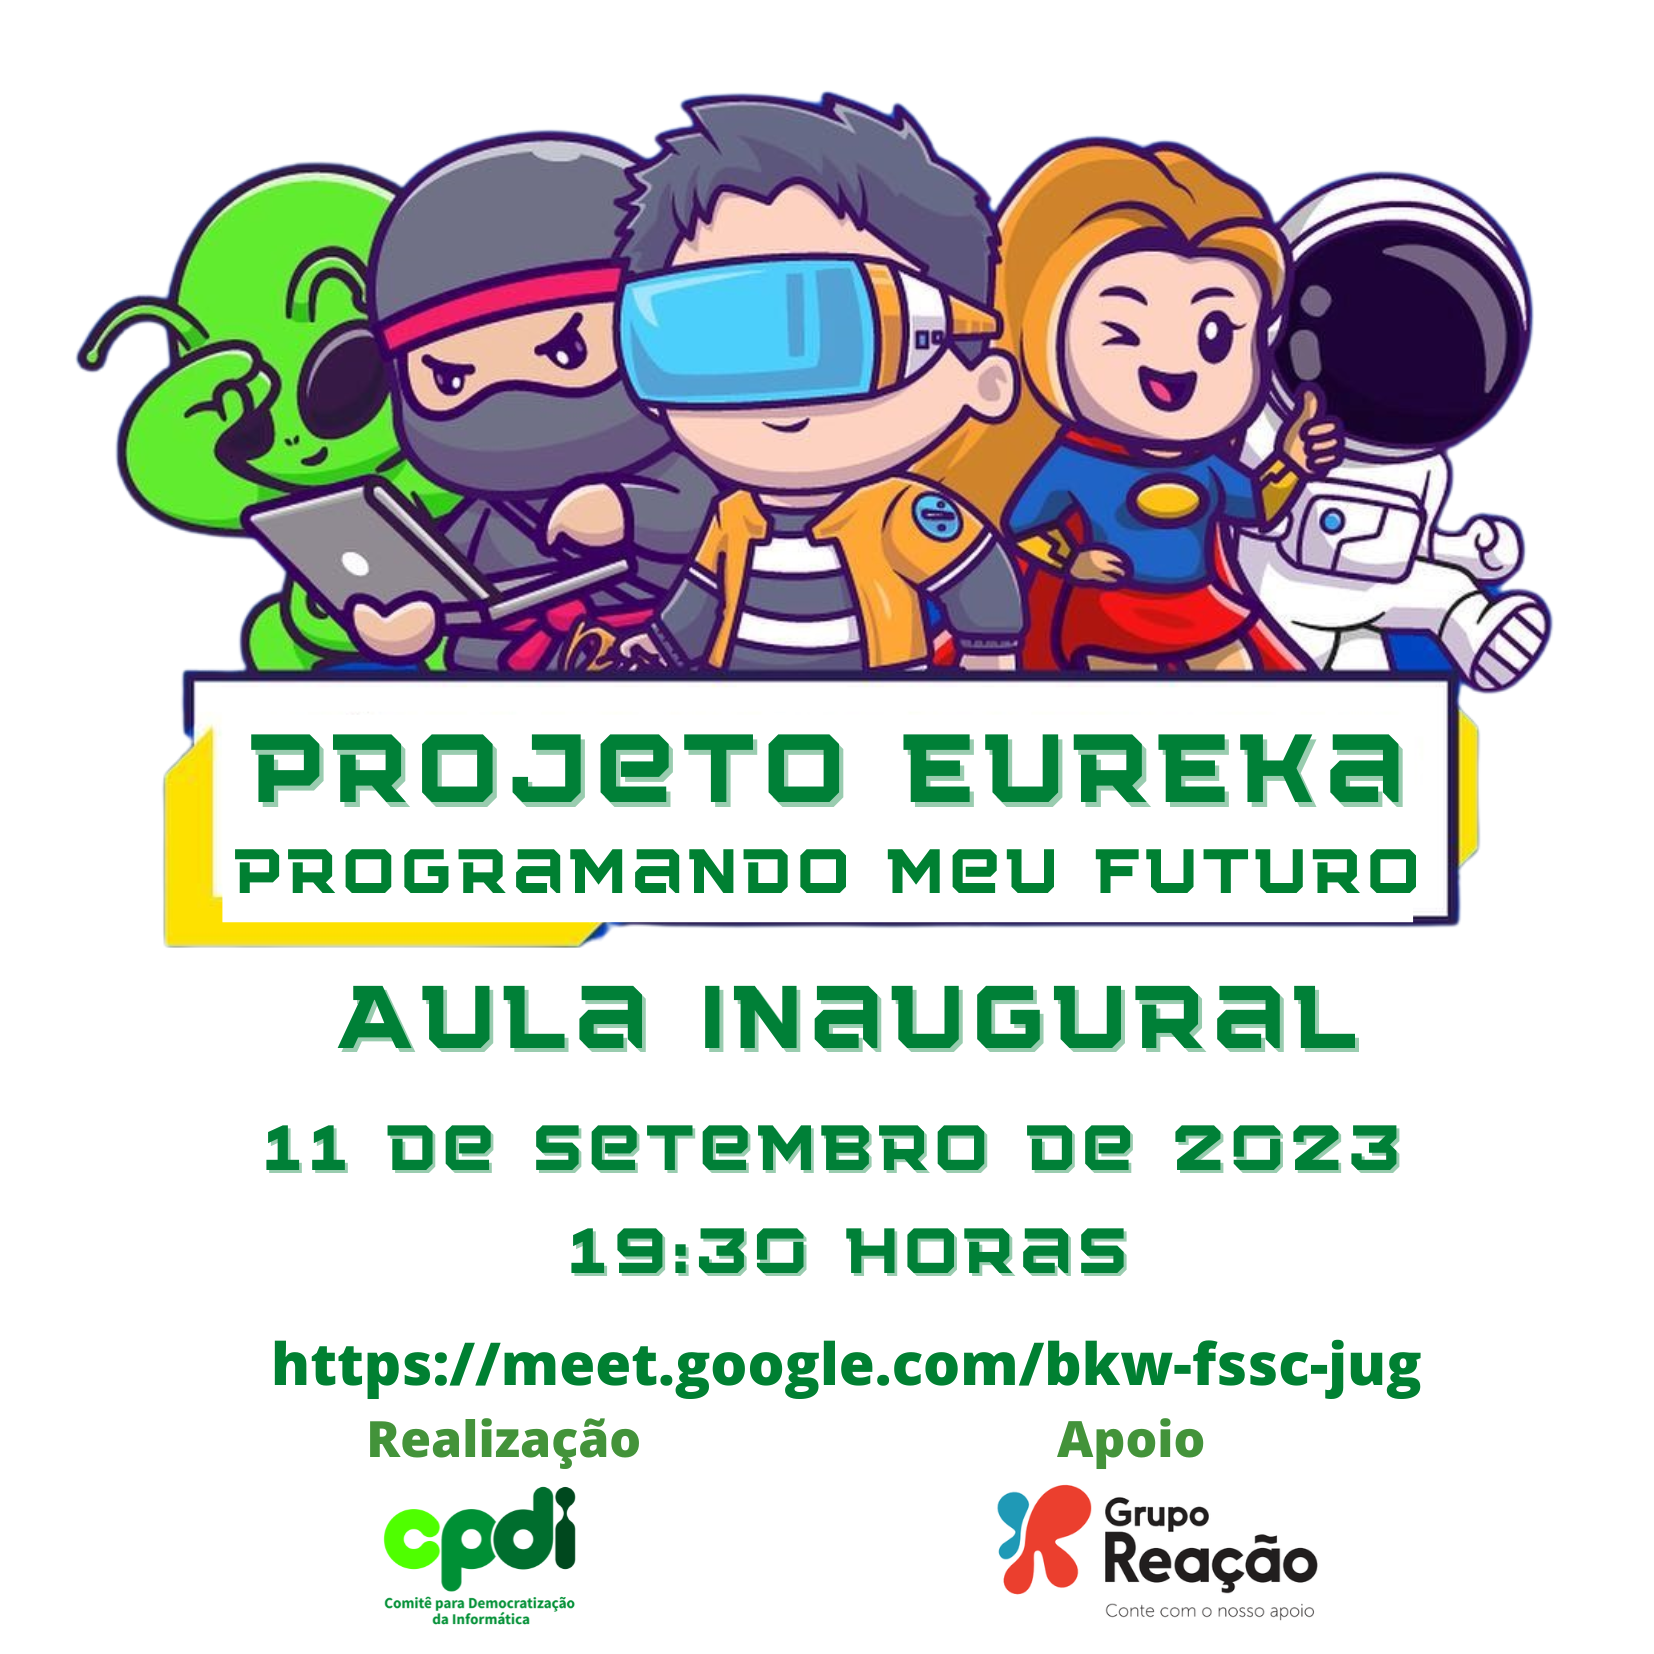 PROJETO EUREKA
PROGRAMANDO MEU FUTURO
AULA INAUGURAL
11 DE SETEMBRO DE 2023
19:30 HORAS
https://meet.google.com/bkw-fssc-jug
Realização
Apoio
cpdi
Comitê para Democratização
da Informática
Grupo
Reação
Conte com o nosso apoio